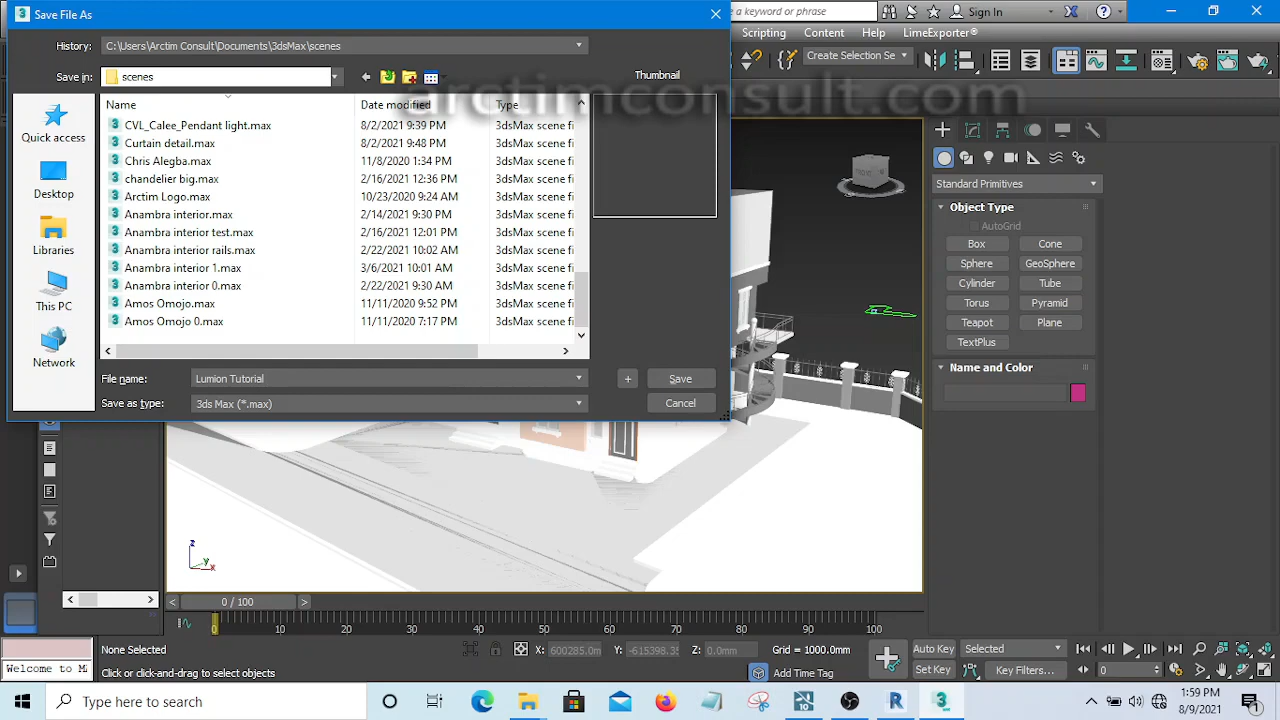 Save File As
e a keyword or phrase
Sign In
History:
C:\Users\Arctim Consult\Documents\3dsMax\scenes
Scripting
Content
Help
LimeExporter®
Create Selection Se
Save in:
scenes
Thumbnail
arctimconsult.com
Name
Date modified
Type
CVL_Calee_Pendant light.max 8/2/2021 9:39 PM 3dsMax scene fi
Curtain detail.max 8/2/2021 9:48 PM 3dsMax scene fi
Chris Alegba.max 11/8/2020 1:34 PM 3dsMax scene fi
chandelier big.max 2/16/2021 12:36 PM 3dsMax scene fi
Arctim Logo.max 10/23/2020 9:24 AM 3dsMax scene fi
Anambra interior.max 2/14/2021 9:30 PM 3dsMax scene fi
Anambra interior test.max 2/16/2021 12:01 PM 3dsMax scene fi
Anambra interior rails.max 2/22/2021 10:02 AM 3dsMax scene fi
Anambra interior 1.max 3/6/2021 10:01 AM 3dsMax scene fi
Anambra interior 0.max 2/22/2021 9:30 AM 3dsMax scene fi
Amos Omojo.max 11/11/2020 9:52 PM 3dsMax scene fi
Amos Omojo 0.max 11/11/2020 7:17 PM 3dsMax scene fi
Quick access
Desktop
Libraries
This PC
Network
File name:
Lumion Tutorial
+
Save
Save as type:
3ds Max (*.max)
Cancel
Standard Primitives
Object Type
AutoGrid
Box
Cone
Sphere
GeoSphere
Cylinder
Tube
Torus
Pyramid
Teapot
Plane
TextPlus
Name and Color
z
y
x
0 / 100
0 10 20 30 40 50 60 70 80 90 100
None Selected
X: 600285.0m
Y: -615398.35
Z: 0.0mm
Grid = 1000.0mm
Auto Key
Selected
Welcome to M
Click or click-and-drag to select objects
Add Time Tag
Set Key
Key Filters...
0
Type here to search
1:59 PM
8/9/2021
1